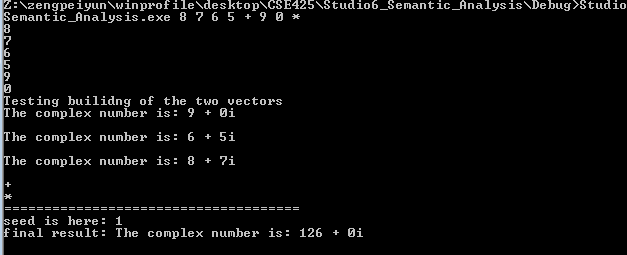 Z:\zengpeiyun\winprofile\desktop\CSE425\Studio6_Semantic_Analysis\Debug>Studio
Semantic_Analysis.exe 8 7 6 5 + 9 0 *
8
7
6
5
9
0
Testing builidng of the two vectors
The complex number is: 9 + 0i
The complex number is: 6 + 5i
The complex number is: 8 + 7i
+
*
=====================================
seed is here: 1
final result: The complex number is: 126 + 0i